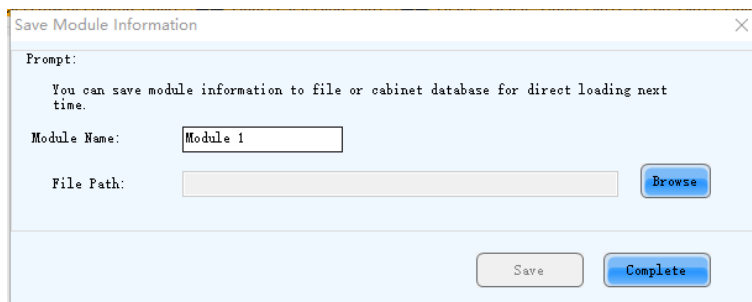 Save Module Information
Prompt:
You can save module information to file or cabinet database for direct loading next
time.
Module Name: Module 1
File Path: Browse
Save Complete